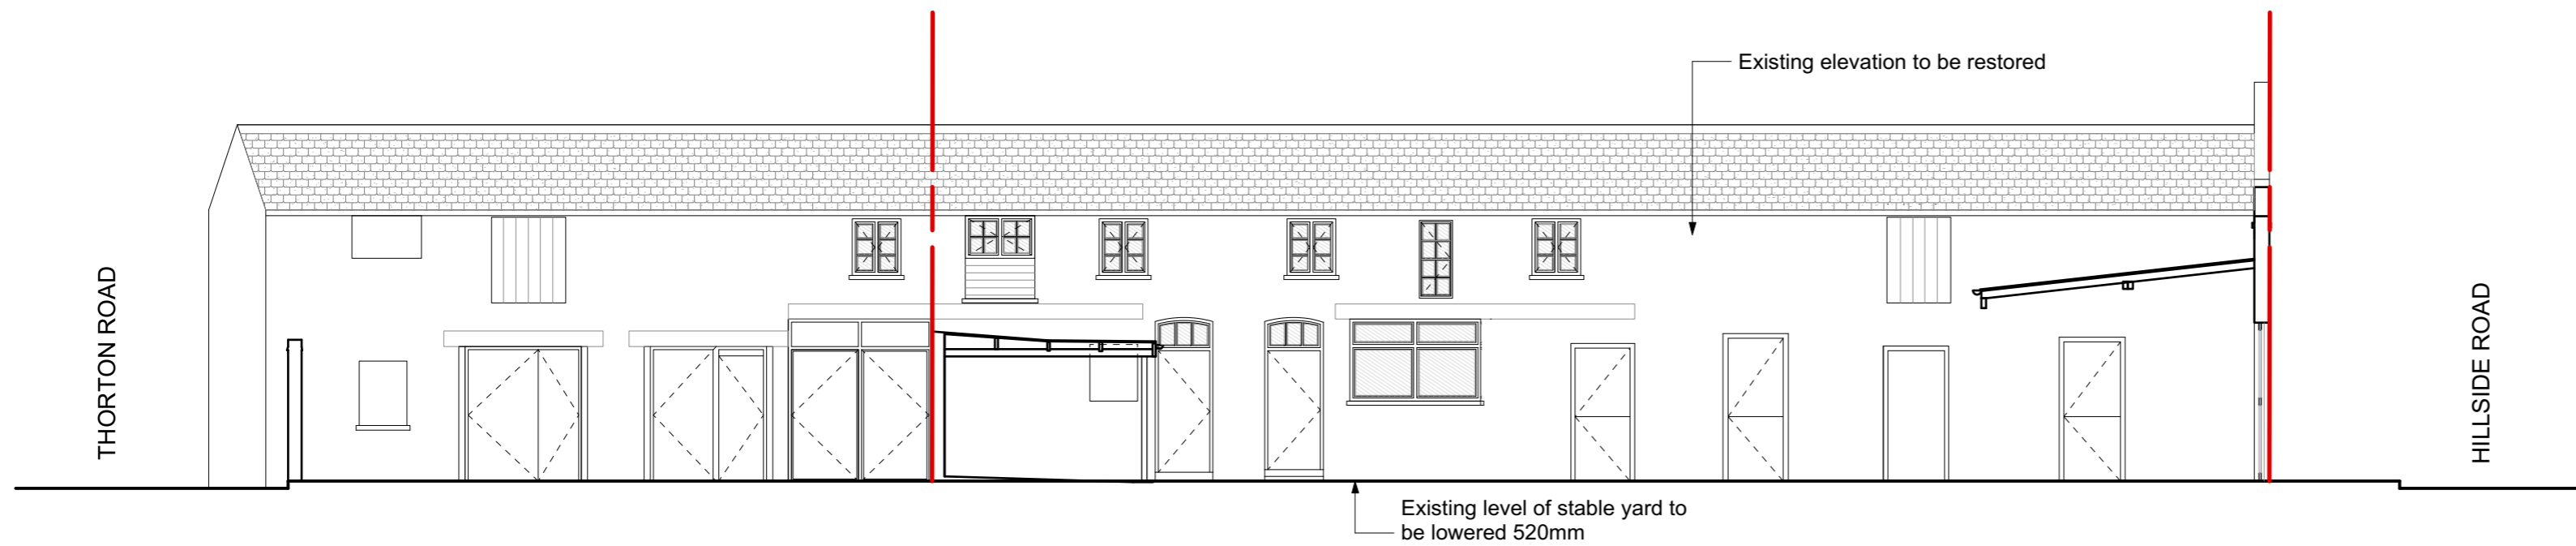 Existing elevation to be restored
THORTON ROAD
HILLSIDE ROAD
Existing level of stable yard to
be lowered 520mm